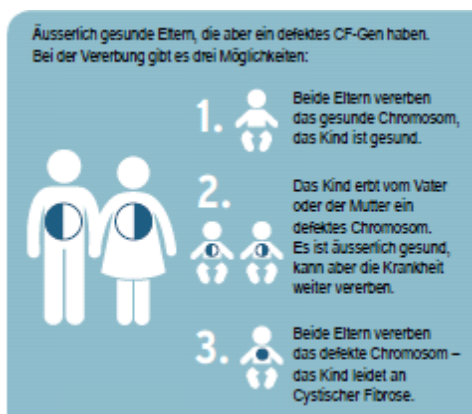 Äusserlich gesunde Eltern, die aber ein defektes CF-Gen haben.
Bei der Vererbung gibt es drei Möglichkeiten:
1.
Beide Eltern vererben
das gesunde Chromosom,
das Kind ist gesund.
2.
Das Kind erbt vom Vater
oder der Mutter ein
defektes Chromosom.
Es ist äusserlich gesund,
kann aber die Krankheit
weiter vererben.
3.
Beide Eltern vererben
das defekte Chromosom –
das Kind leidet an
Cystischer Fibrose.